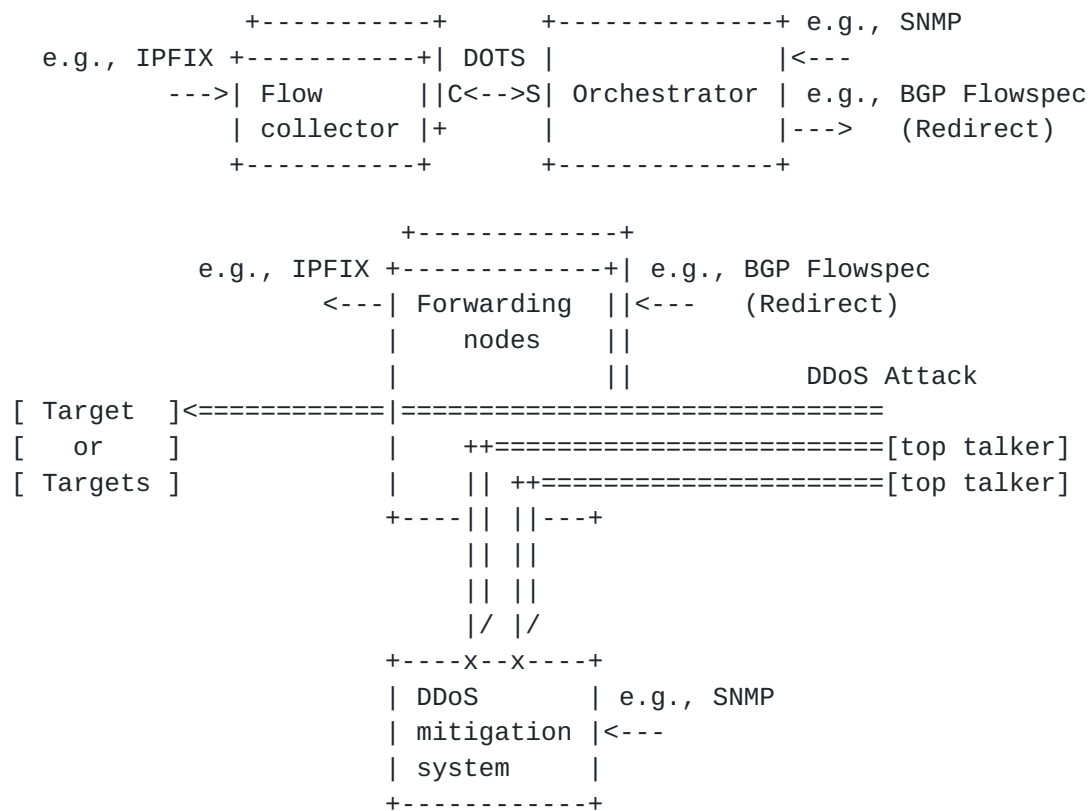 e.g., SNMP
e.g., IPFIX DOTS
---> Flow C<-->S Orchestrator e.g., BGP Flowspec
collector ---> (Redirect)
e.g., IPFIX e.g., BGP Flowspec
<--- Forwarding <--- (Redirect)
nodes
DDoS Attack
[ Target ]
[ or ] [top talker]
[ Targets ] [top talker]
x--x
DDoS e.g., SNMP
mitigation <---
system